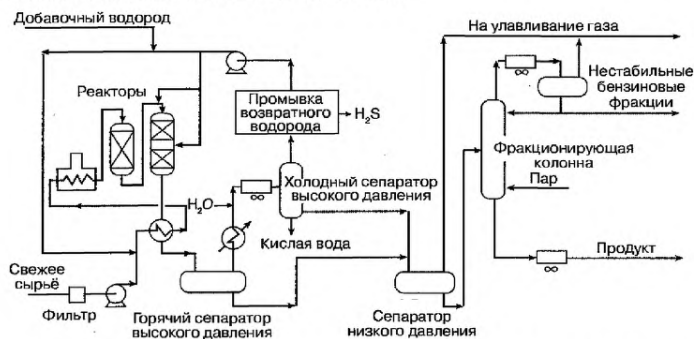 Добавочный водород
На улавливание газа
Нестабильные
бензиновые
фракции
Реакторы
Промывка
возвратного
водорода
H₂S
Фракционирующая
колонна
Пар
H₂O
Холодный сепаратор
высокого давления
Кислая вода
Продукт
Свежее
сырьё
Фильтр
Горячий сепаратор
высокого давления
Сепаратор
низкого давления